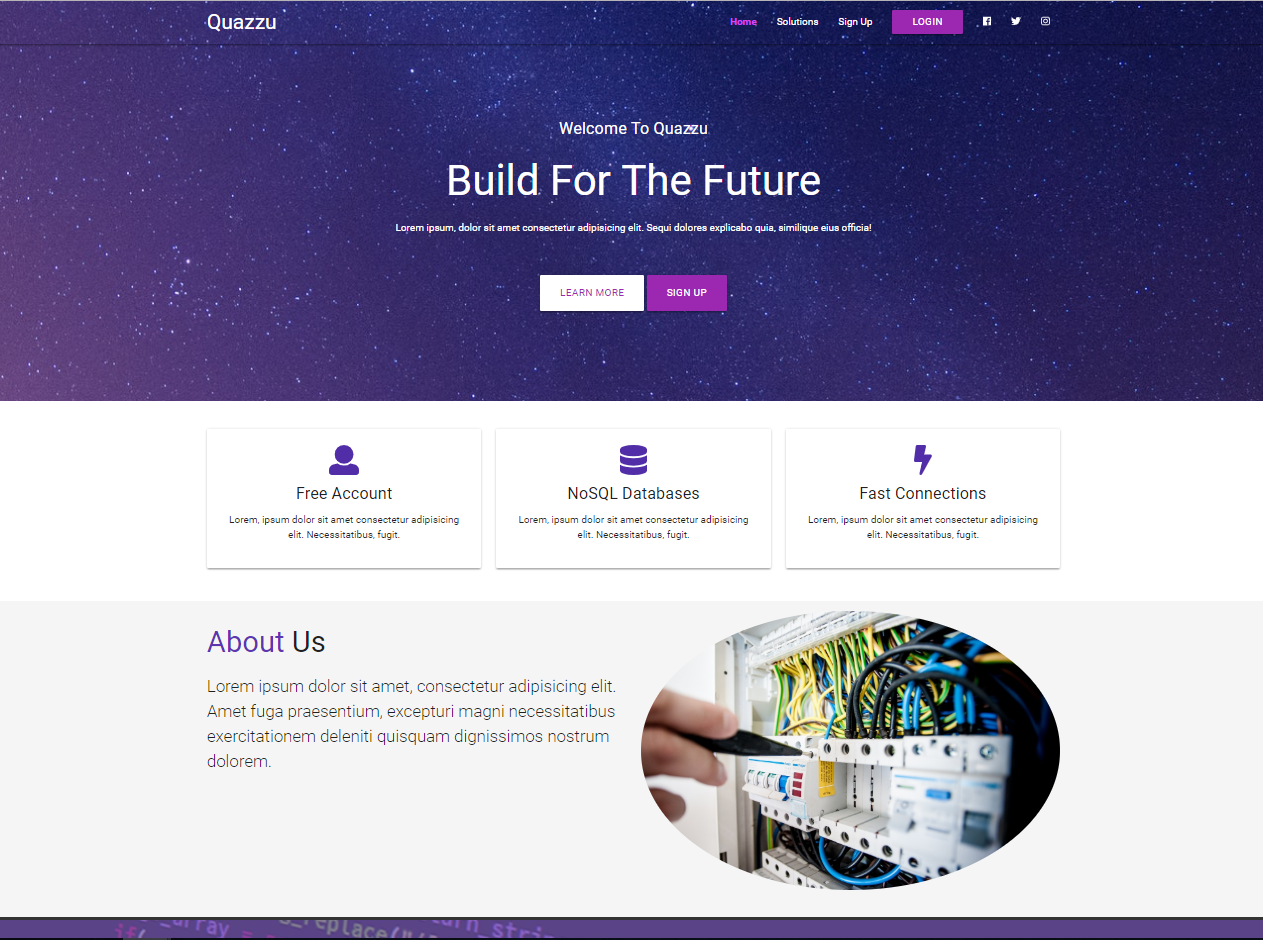 Quazzu
Home Solutions Sign Up LOGIN
Welcome To Quazzu
Build For The Future
Lorem ipsum, dolor sit amet consectetur adipisicing elit. Sequi dolores explicabo quia, similique eius officia!
LEARN MORE SIGN UP
Free Account
Lorem, ipsum dolor sit amet consectetur adipisicing
elit. Necessitatibus, fugit.
NoSQL Databases
Lorem, ipsum dolor sit amet consectetur adipisicing
elit. Necessitatibus, fugit.
Fast Connections
Lorem, ipsum dolor sit amet consectetur adipisicing
elit. Necessitatibus, fugit.
About Us
Lorem ipsum dolor sit amet, consectetur adipisicing elit.
Amet fuga praesentium, excepturi magni necessitatibus
exercitationem deleniti quisquam dignissimos nostrum
dolorem.
if(